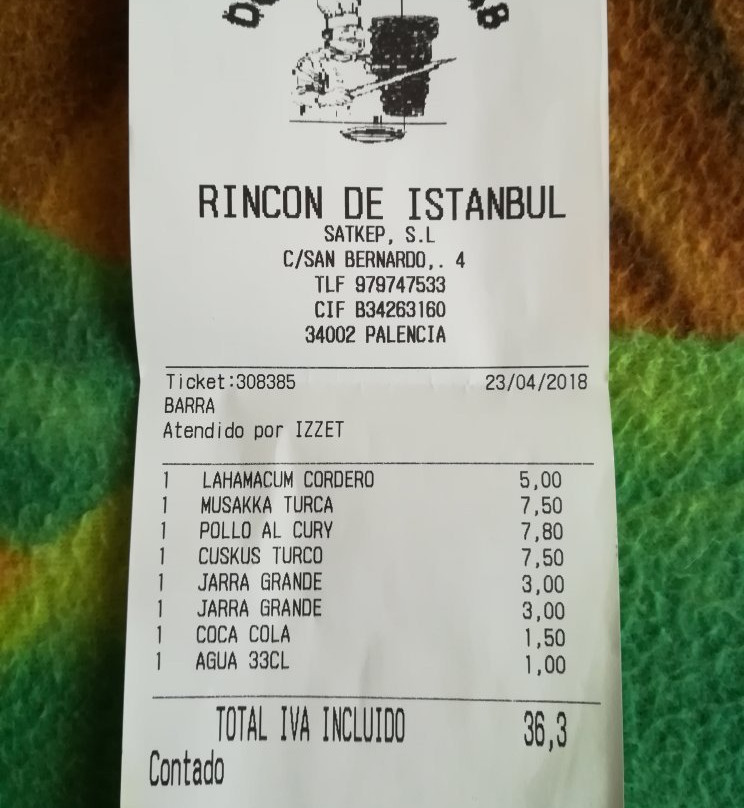 RINCON DE ISTANBUL
SATKEP, S.L
C/SAN BERNARDO,. 4
TLF 979747533
CIF B34263160
34002 PALENCIA
Ticket:308385 23/04/2018
BARRA
Atendido por IZZET
1 LAHAMACUM CORDERO 5,00
1 MUSAKKA TURCA 7,50
1 POLLO AL CURY 7,80
1 CUSKUS TURCO 7,50
1 JARRA GRANDE 3,00
1 JARRA GRANDE 3,00
1 COCA COLA 1,50
1 AGUA 33CL 1,00
TOTAL IVA INCLUIDO 36,3
Contado